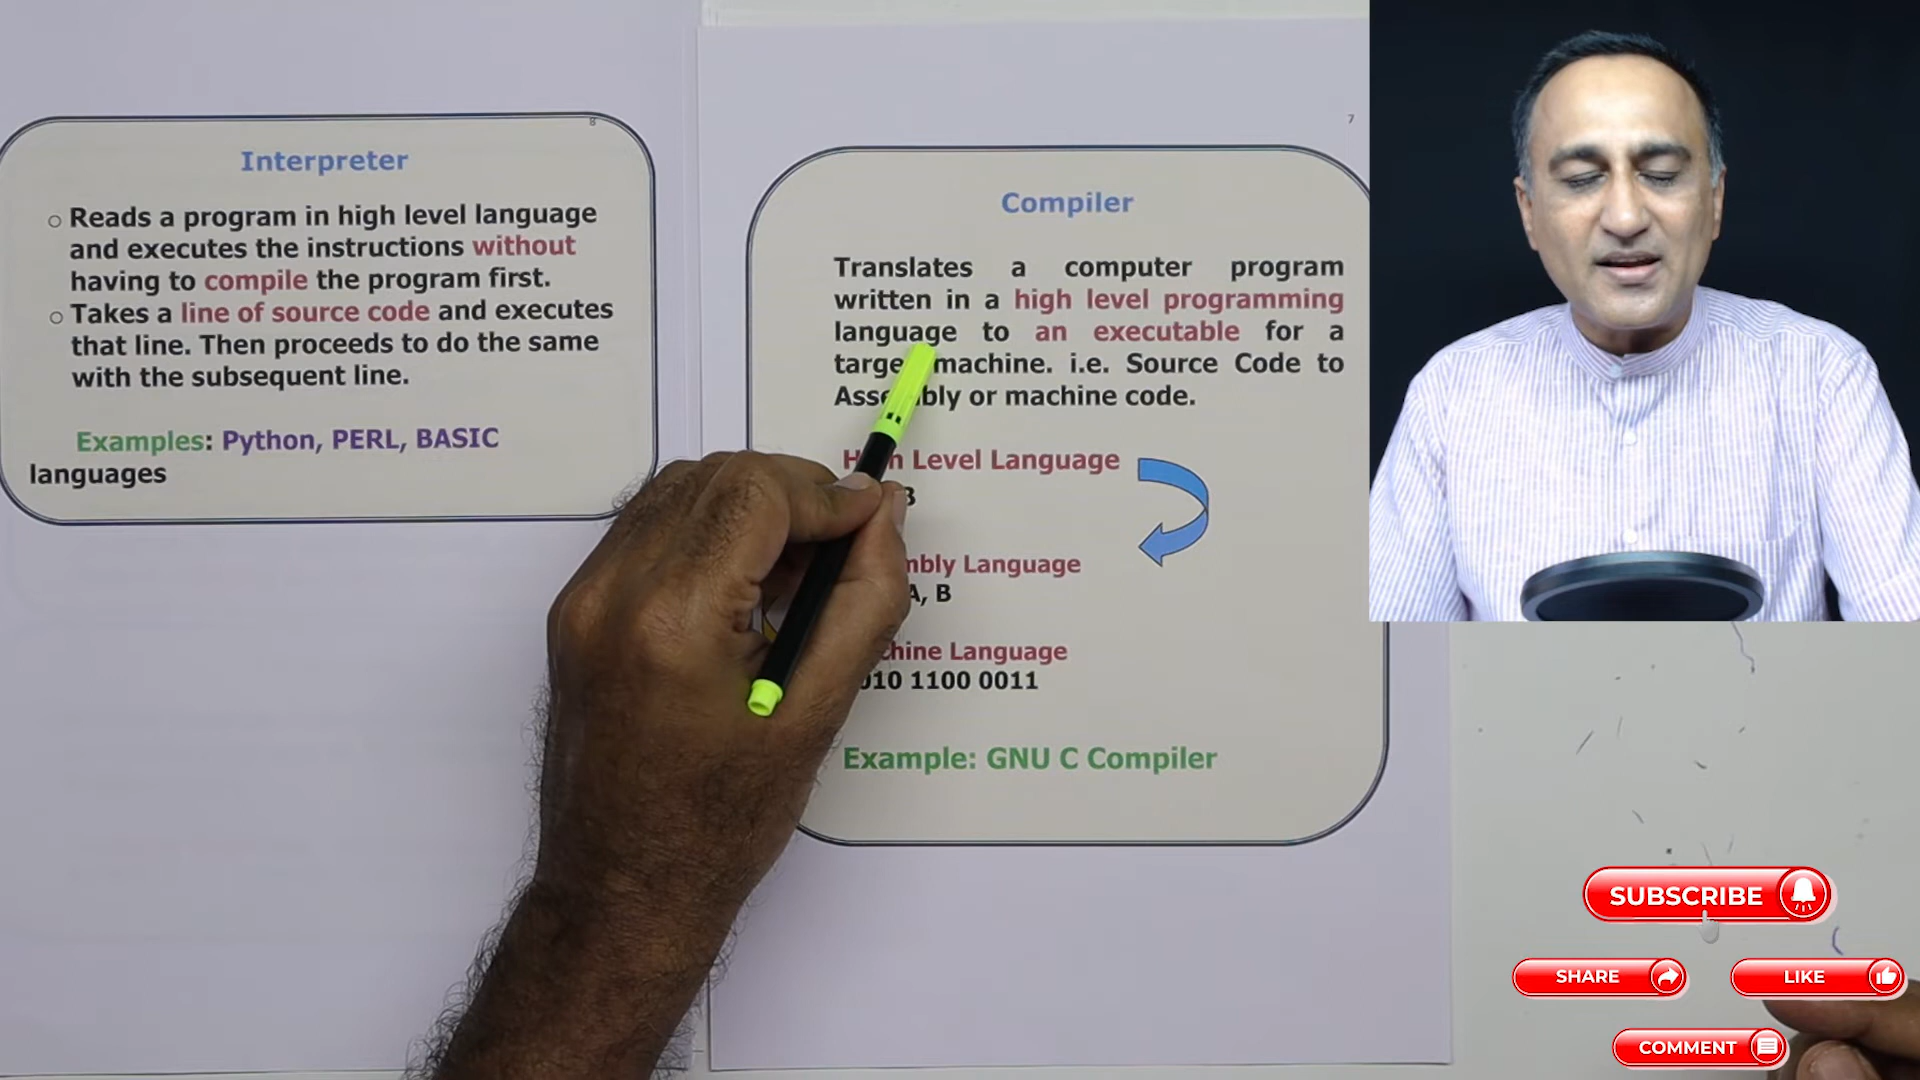 8
Interpreter
Reads a program in high level language
and executes the instructions without
having to compile the program first.
Takes a line of source code and executes
that line. Then proceeds to do the same
with the subsequent line.
Examples: Python, PERL, BASIC
languages
7
Compiler
Translates a computer program
written in a high level programming
language to an executable for a
machine. i.e. Source Code to
or machine code.
Level Language
B
Language
A, B
Language
1100 0011
Example: GNU C Compiler
SUBSCRIBE
SHARE
LIKE
COMMENT